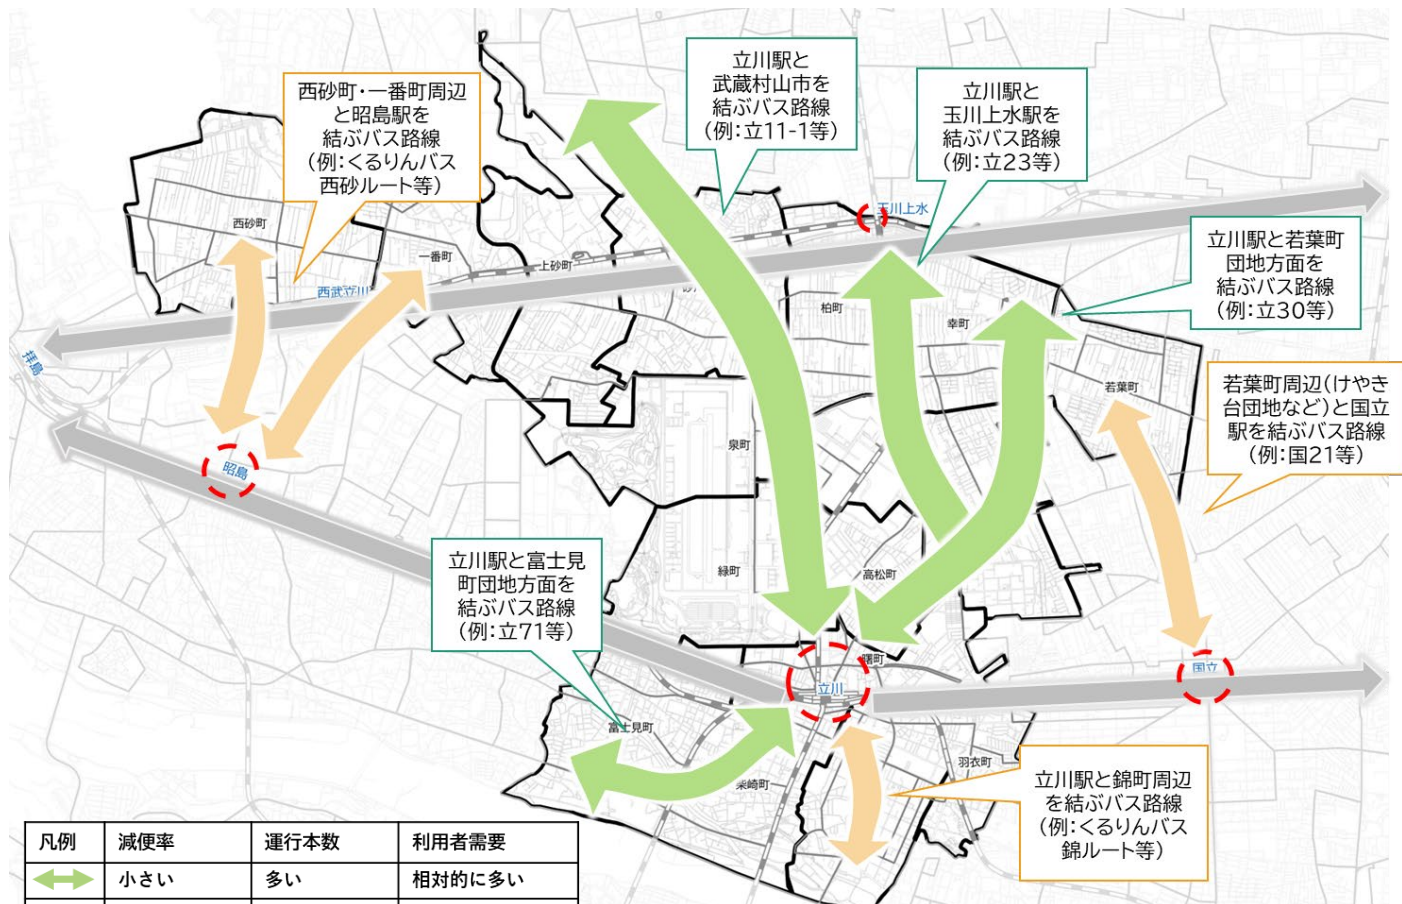 西砂町・一番町周辺
と昭島駅を
結ぶバス路線
（例：くるりんバス
西砂ルート等）
立川駅と
武蔵村山市を
結ぶバス路線
（例：立11-1等）
立川駅と
玉川上水駅を
結ぶバス路線
（例：立23等）
立川駅と若葉町
団地方面を
結ぶバス路線
（例：立30等）
若葉町周辺（けやき
台団地など）と国立
駅を結ぶバス路線
（例：国21等）
玉川上水
西砂町
一番町
上砂町
西武立川
柏町
幸町
拝島
若葉町
泉町
昭島
立川駅と富士見
町団地方面を
結ぶバス路線
（例：立71等）
緑町
高松町
曙町
立川
国立
富士見町
柴崎町
羽衣町
立川駅と錦町周辺
を結ぶバス路線
（例：くるりんバス
錦ルート等）
凡例 減便率 運行本数 利用者需要
小さい 多い 相対的に多い